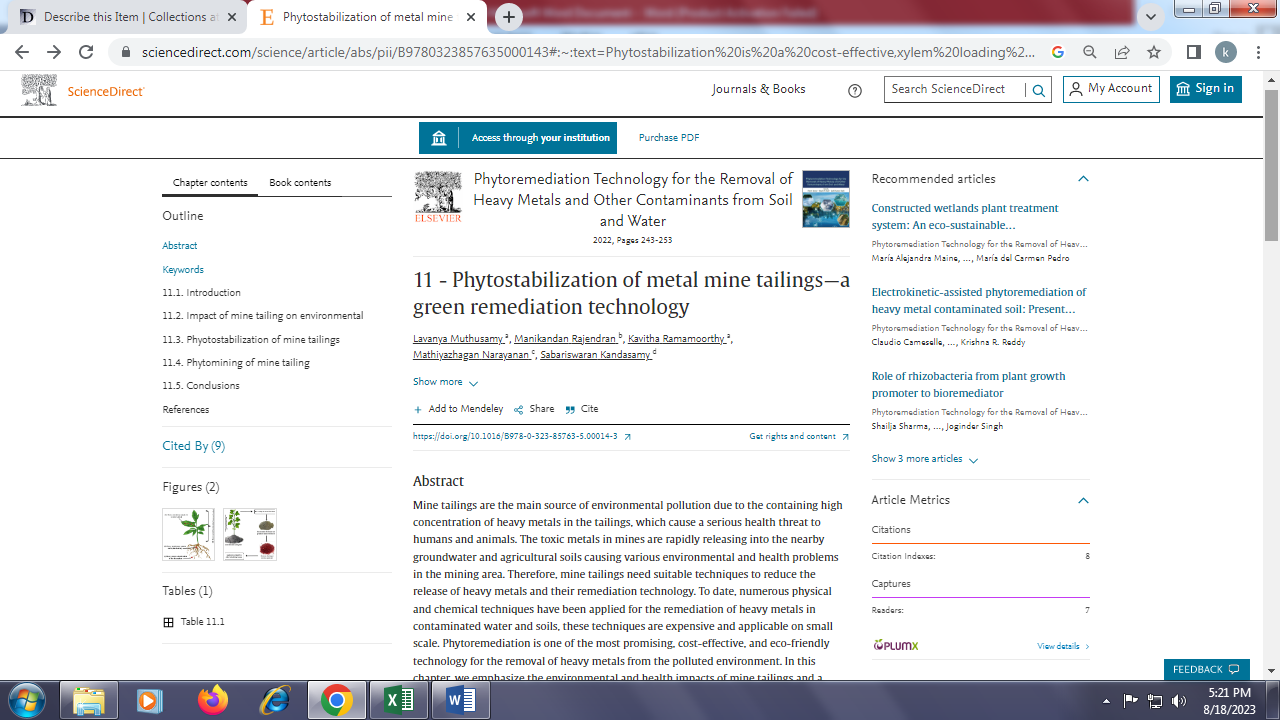 Describe this Item | Collections at
Phytostabilization of metal mine
sciencedirect.com/science/article/abs/pii/B9780323857635000143#:~:text=Phytostabilization%20is%20a%20cost-effective,xylem%20loading%2...
k
ScienceDirect
Journals & Books
Search ScienceDirect
My Account
Sign in
Access through your institution
Purchase PDF
Chapter contents
Book contents
Outline
Abstract
Keywords
11.1. Introduction
11.2. Impact of mine tailing on environmental
11.3. Phytostabilization of mine tailings
11.4. Phytomining of mine tailing
11.5. Conclusions
References
Cited By (9)
Figures (2)
Tables (1)
Table 11.1
ELSEVIER
Phytoremediation Technology for the Removal of
Heavy Metals and Other Contaminants from Soil
and Water
2022, Pages 243-253
11 - Phytostabilization of metal mine tailings—a
green remediation technology
Lavanya Muthusamy a, Manikandan Rajendran b, Kavitha Ramamoorthy a,
Mathiyazhagan Narayanan c, Sabariswaran Kandasamy d
Show more
Add to Mendeley Share Cite
https://doi.org/10.1016/B978-0-323-85763-5.00014-3
Get rights and content
Abstract
Mine tailings are the main source of environmental pollution due to the containing high
concentration of heavy metals in the tailings, which cause a serious health threat to
humans and animals. The toxic metals in mines are rapidly releasing into the nearby
groundwater and agricultural soils causing various environmental and health problems
in the mining area. Therefore, mine tailings need suitable techniques to reduce the
release of heavy metals and their remediation technology. To date, numerous physical
and chemical techniques have been applied for the remediation of heavy metals in
contaminated water and soils, these techniques are expensive and applicable on small
scale. Phytoremediation is one of the most promising, cost-effective, and eco-friendly
technology for the removal of heavy metals from the polluted environment. In this
chapter, we emphasize the environmental and health impacts of mine tailings and a
Recommended articles
Constructed wetlands plant treatment
system: An eco-sustainable…
Phytoremediation Technology for the Removal of Heav…
María Alejandra Maine, …, María del Carmen Pedro
Electrokinetic-assisted phytoremediation of
heavy metal contaminated soil: Present…
Phytoremediation Technology for the Removal of Heav…
Claudio Cameselle, …, Krishna R. Reddy
Role of rhizobacteria from plant growth
promoter to bioremediator
Phytoremediation Technology for the Removal of Heav…
Shailja Sharma, …, Joginder Singh
Show 3 more articles
Article Metrics
Citations
Citation Indexes: 8
Captures
Readers: 7
PLUMX
View details
FEEDBACK
5:21 PM
8/18/2023